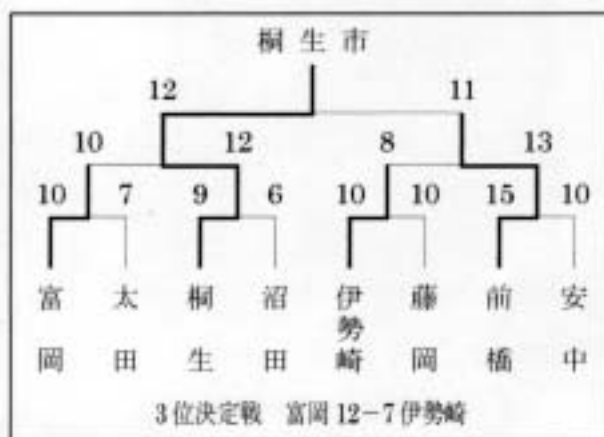 桐生市
12 11
10 12 8 13
10 7 9 6 10 10 15 10
富岡 太田 桐生 沼田 伊勢崎 藤岡 前橋 安中
3位決定戦 富岡12−7伊勢崎